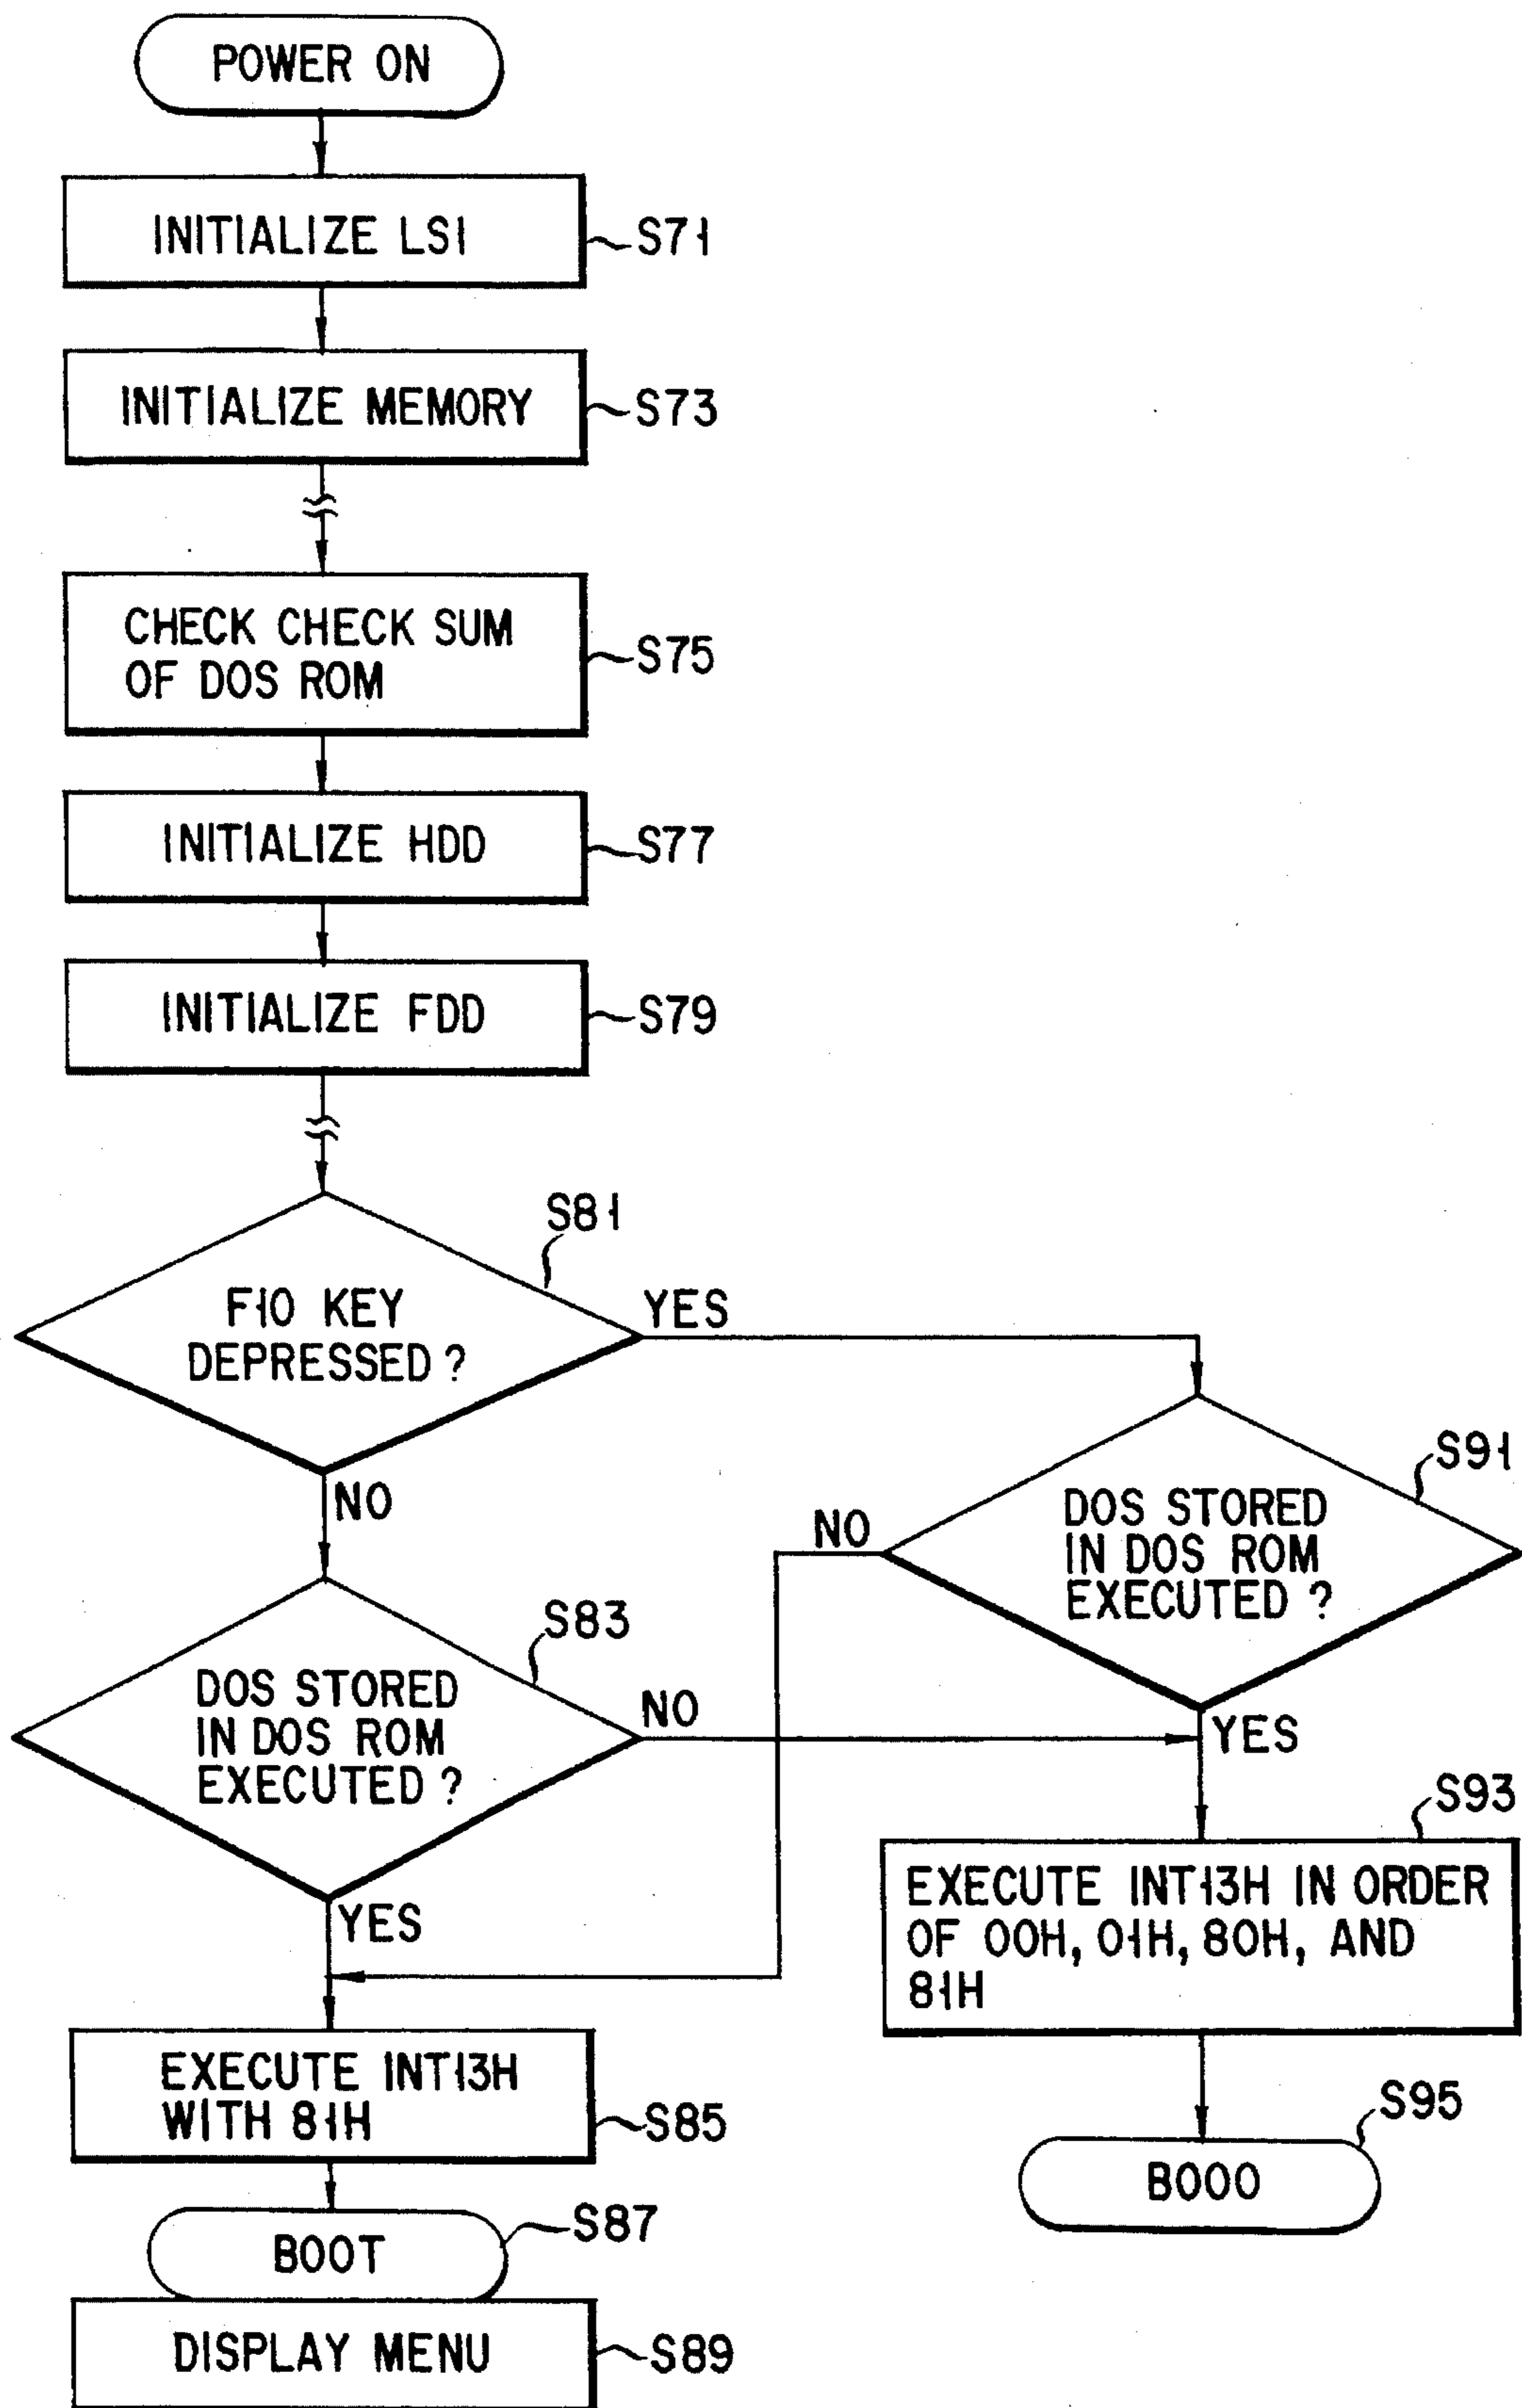 POWER ON
INITIALIZE LSI
S71
INITIALIZE MEMORY
S73
CHECK CHECK SUM
OF DOS ROM
S75
INITIALIZE HDD
S77
INITIALIZE FDD
S79
S81
F10 KEY
DEPRESSED ?
YES
NO
S91
DOS STORED
IN DOS ROM
EXECUTED ?
NO
YES
S83
DOS STORED
IN DOS ROM
EXECUTED ?
NO
YES
S93
EXECUTE INT13H IN ORDER
OF 00H, 01H, 80H, AND
81H
EXECUTE INT13H
WITH 81H
S85
S95
BOOO
S87
BOOT
DISPLAY MENU
S89